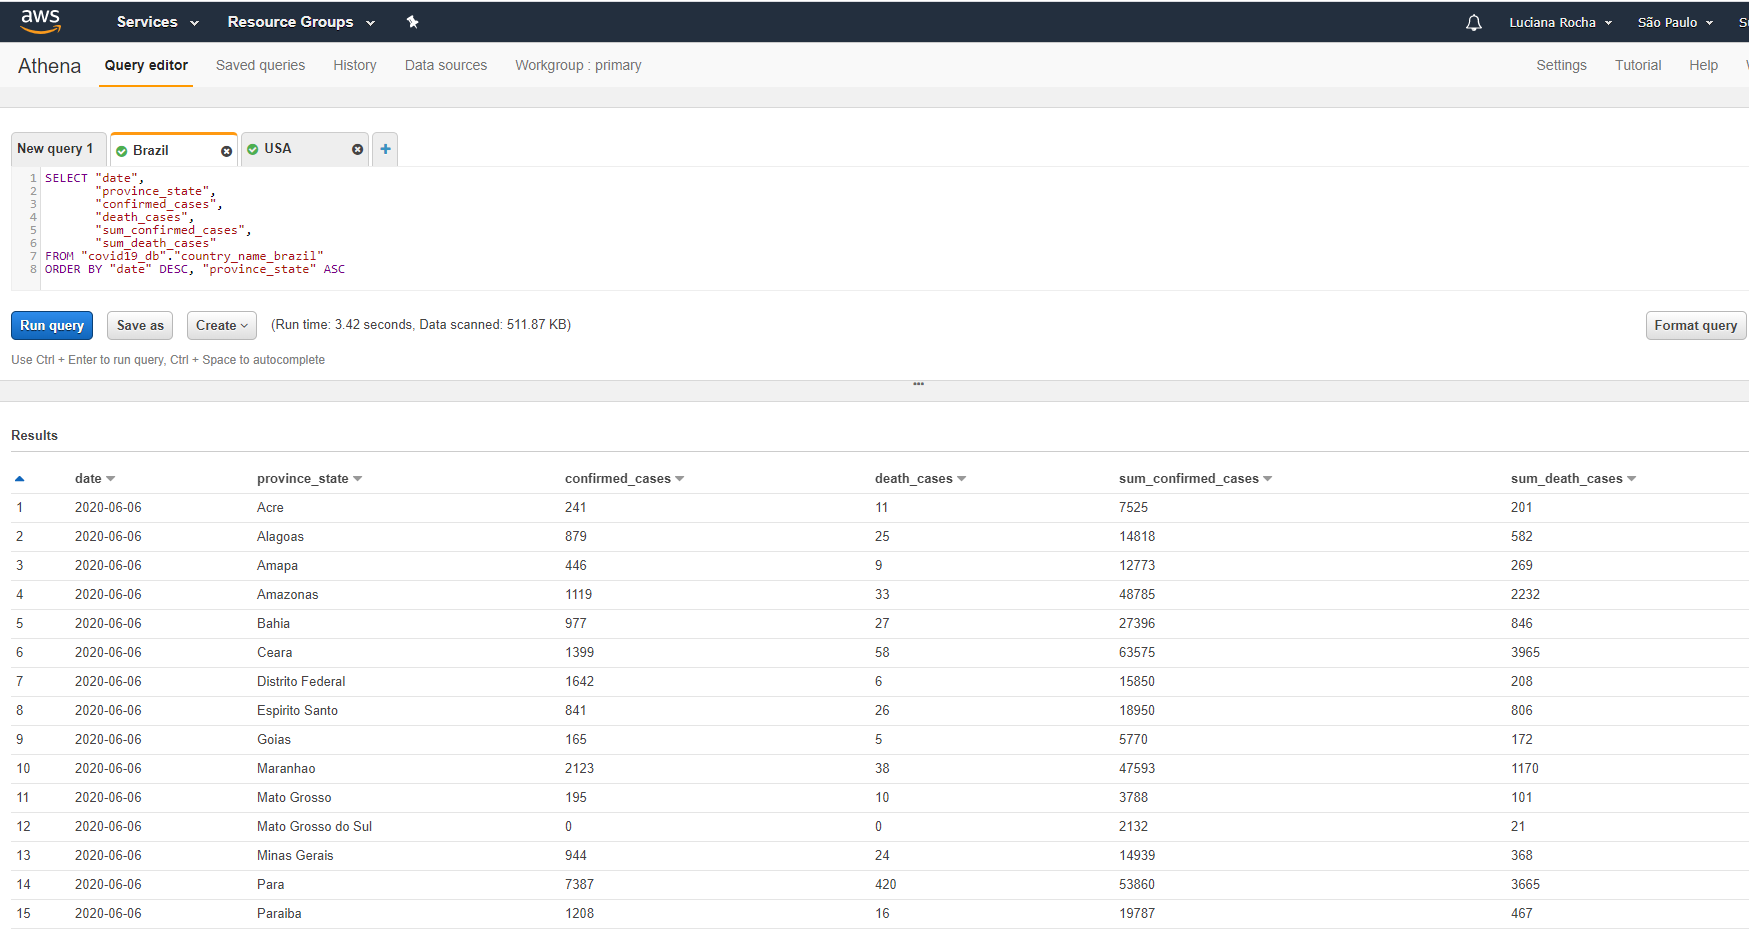 aws Services Resource Groups Luciana Rocha São Paulo
Athena Query editor Saved queries History Data sources Workgroup : primary Settings Tutorial Help
New query 1 Brazil USA +
1 SELECT "date",
2 "province_state",
3 "confirmed_cases",
4 "death_cases",
5 "sum_confirmed_cases",
6 "sum_death_cases"
7 FROM "covid19_db"."country_name_brazil"
8 ORDER BY "date" DESC, "province_state" ASC
Run query Save as Create (Run time: 3.42 seconds, Data scanned: 511.87 KB) Format query
Use Ctrl + Enter to run query, Ctrl + Space to autocomplete
Results
date province_state confirmed_cases death_cases sum_confirmed_cases sum_death_cases
1 2020-06-06 Acre 241 11 7525 201
2 2020-06-06 Alagoas 879 25 14818 582
3 2020-06-06 Amapa 446 9 12773 269
4 2020-06-06 Amazonas 1119 33 48785 2232
5 2020-06-06 Bahia 977 27 27396 846
6 2020-06-06 Ceara 1399 58 63575 3965
7 2020-06-06 Distrito Federal 1642 6 15850 208
8 2020-06-06 Espirito Santo 841 26 18950 806
9 2020-06-06 Goias 165 5 5770 172
10 2020-06-06 Maranhao 2123 38 47593 1170
11 2020-06-06 Mato Grosso 195 10 3788 101
12 2020-06-06 Mato Grosso do Sul 0 0 2132 21
13 2020-06-06 Minas Gerais 944 24 14939 368
14 2020-06-06 Para 7387 420 53860 3665
15 2020-06-06 Paraiba 1208 16 19787 467